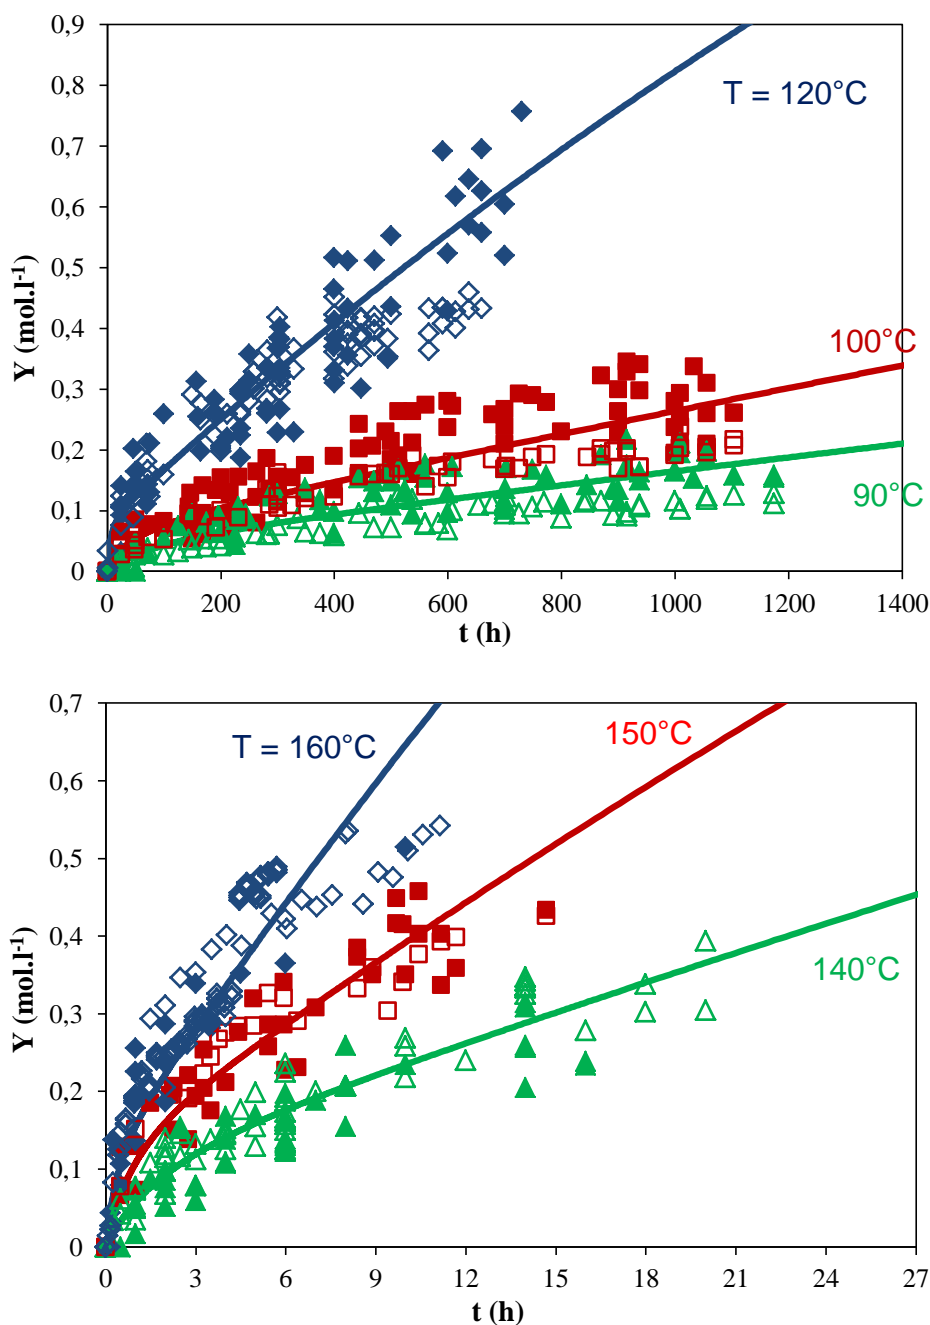 0,9
0,8
T = 120°C
0,7
0,6
0,5
Y (mol.l-1)
0,4
100°C
0,3
0,2
90°C
0,1
0
0 200 400 600 800 1000 1200 1400
t (h)
0,7
T = 160°C
150°C
0,6
0,5
0,4
140°C
Y (mol.l-1)
0,3
0,2
0,1
0
0 3 6 9 12 15 18 21 24 27
t (h)